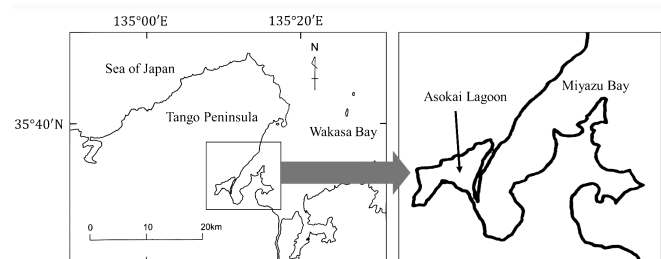 135°00′E
135°20′E
Sea of Japan
N
35°40′N
Tango Peninsula
Wakasa Bay
0
10
20km
Miyazu Bay
Asokai Lagoon